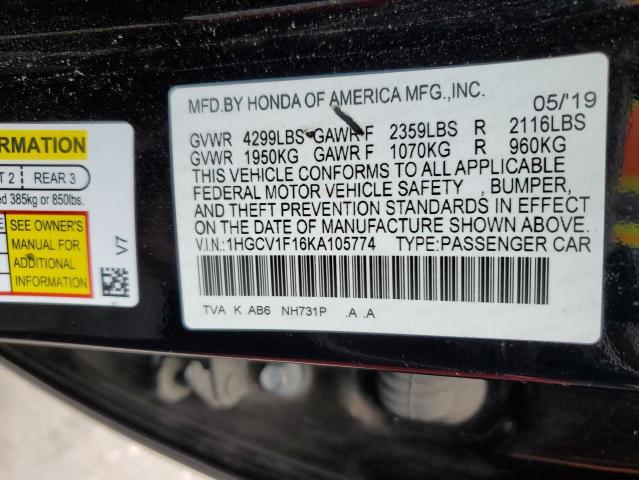 MFD.BY HONDA OF AMERICA MFG.,INC.
05/'19
GVWR 4299LBS GAWR F 2359LBS R 2116LBS
GVWR 1950KG GAWR F 1070KG R 960KG
THIS VEHICLE CONFORMS TO ALL APPLICABLE
FEDERAL MOTOR VEHICLE SAFETY , BUMPER,
AND THEFT PREVENTION STANDARDS IN EFFECT
ON THE DATE OF MANUFACTURE SHOWN ABOVE.
V.I.N.:1HGCV1F16KA105774 TYPE:PASSENGER CAR
TVA K AB6 NH731P .A .A
FORMATION
2 REAR 3
385kg or 850lbs.
SEE OWNER'S
MANUAL FOR
ADDITIONAL
INFORMATION
V7